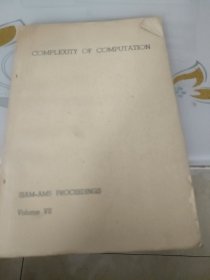 COMPLEXITY OF COMPUTATION
SIAM-AMS PROCEEDINGS
Volume VII